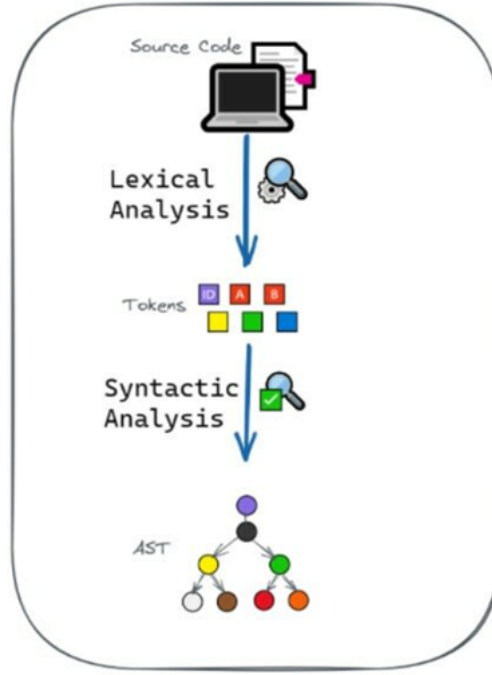 Source Code
Lexical
Analysis
ID A B
Tokens
Syntactic
Analysis
AST